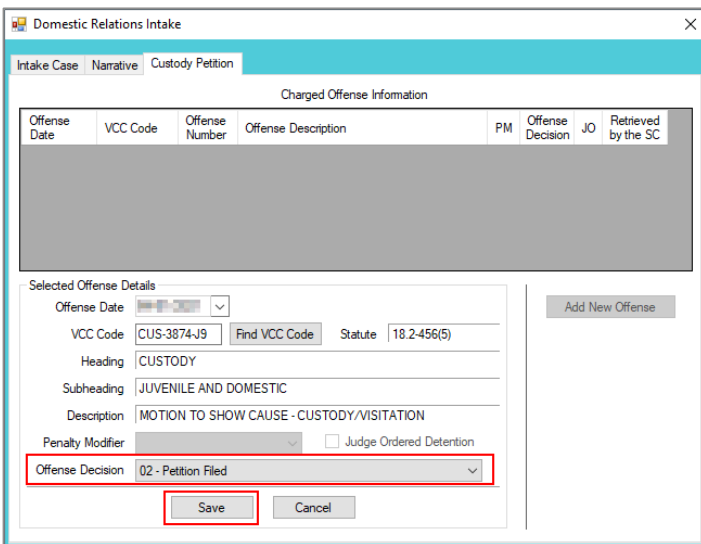 Domestic Relations Intake
Intake Case Narrative Custody Petition
Charged Offense Information
Offense Date VCC Code Offense Number Offense Description PM Offense Decision JO Retrieved by the SC
Selected Offense Details
Offense Date
Add New Offense
VCC Code CUS-3874-J9 Find VCC Code Statute 18.2-456(5)
Heading CUSTODY
Subheading JUVENILE AND DOMESTIC
Description MOTION TO SHOW CAUSE - CUSTODY/VISITATION
Penalty Modifier Judge Ordered Detention
Offense Decision 02 - Petition Filed
Save Cancel